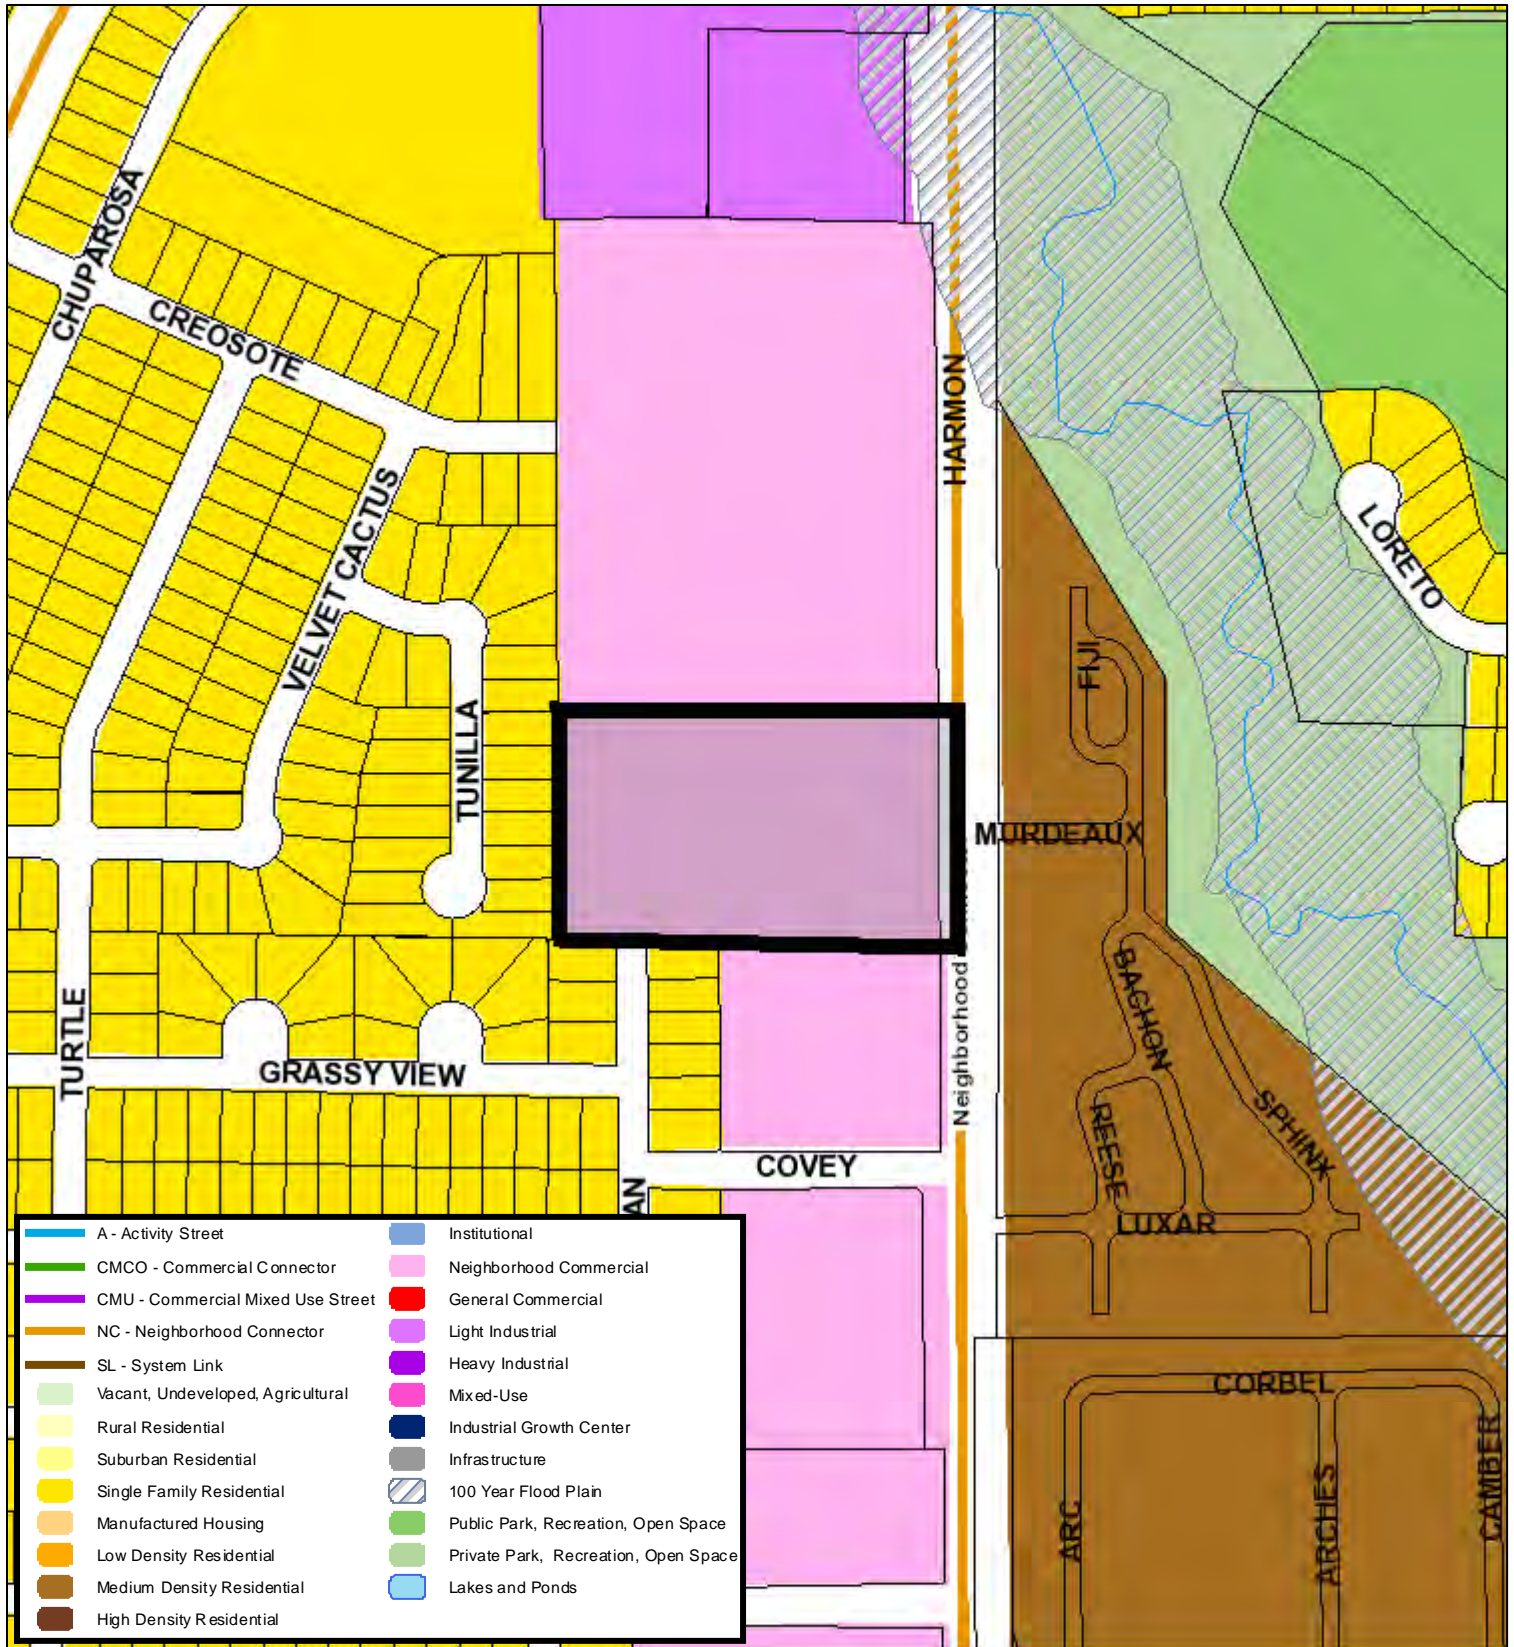 CHUPAROSA
CREOSOTE
HARMON
VELVET CACTUS
LORETO
FIJI
TUNILLA
MURDEAUX
BAGHON
TURTLE
GRASSY VIEW
Neighborhood
REESE
SPHINX
COVEY
LUXAR
CORBEL
CAMBER
ARC
ARCHES
A - Activity Street
CMCO - Commercial Connector
CMU - Commercial Mixed Use Street
NC - Neighborhood Connector
SL - System Link
Vacant, Undeveloped, Agricultural
Rural Residential
Suburban Residential
Single Family Residential
Manufactured Housing
Low Density Residential
Medium Density Residential
High Density Residential
Institutional
Neighborhood Commercial
General Commercial
Light Industrial
Heavy Industrial
Mixed-Use
Industrial Growth Center
Infrastructure
100 Year Flood Plain
Public Park, Recreation, Open Space
Private Park, Recreation, Open Space
Lakes and Ponds